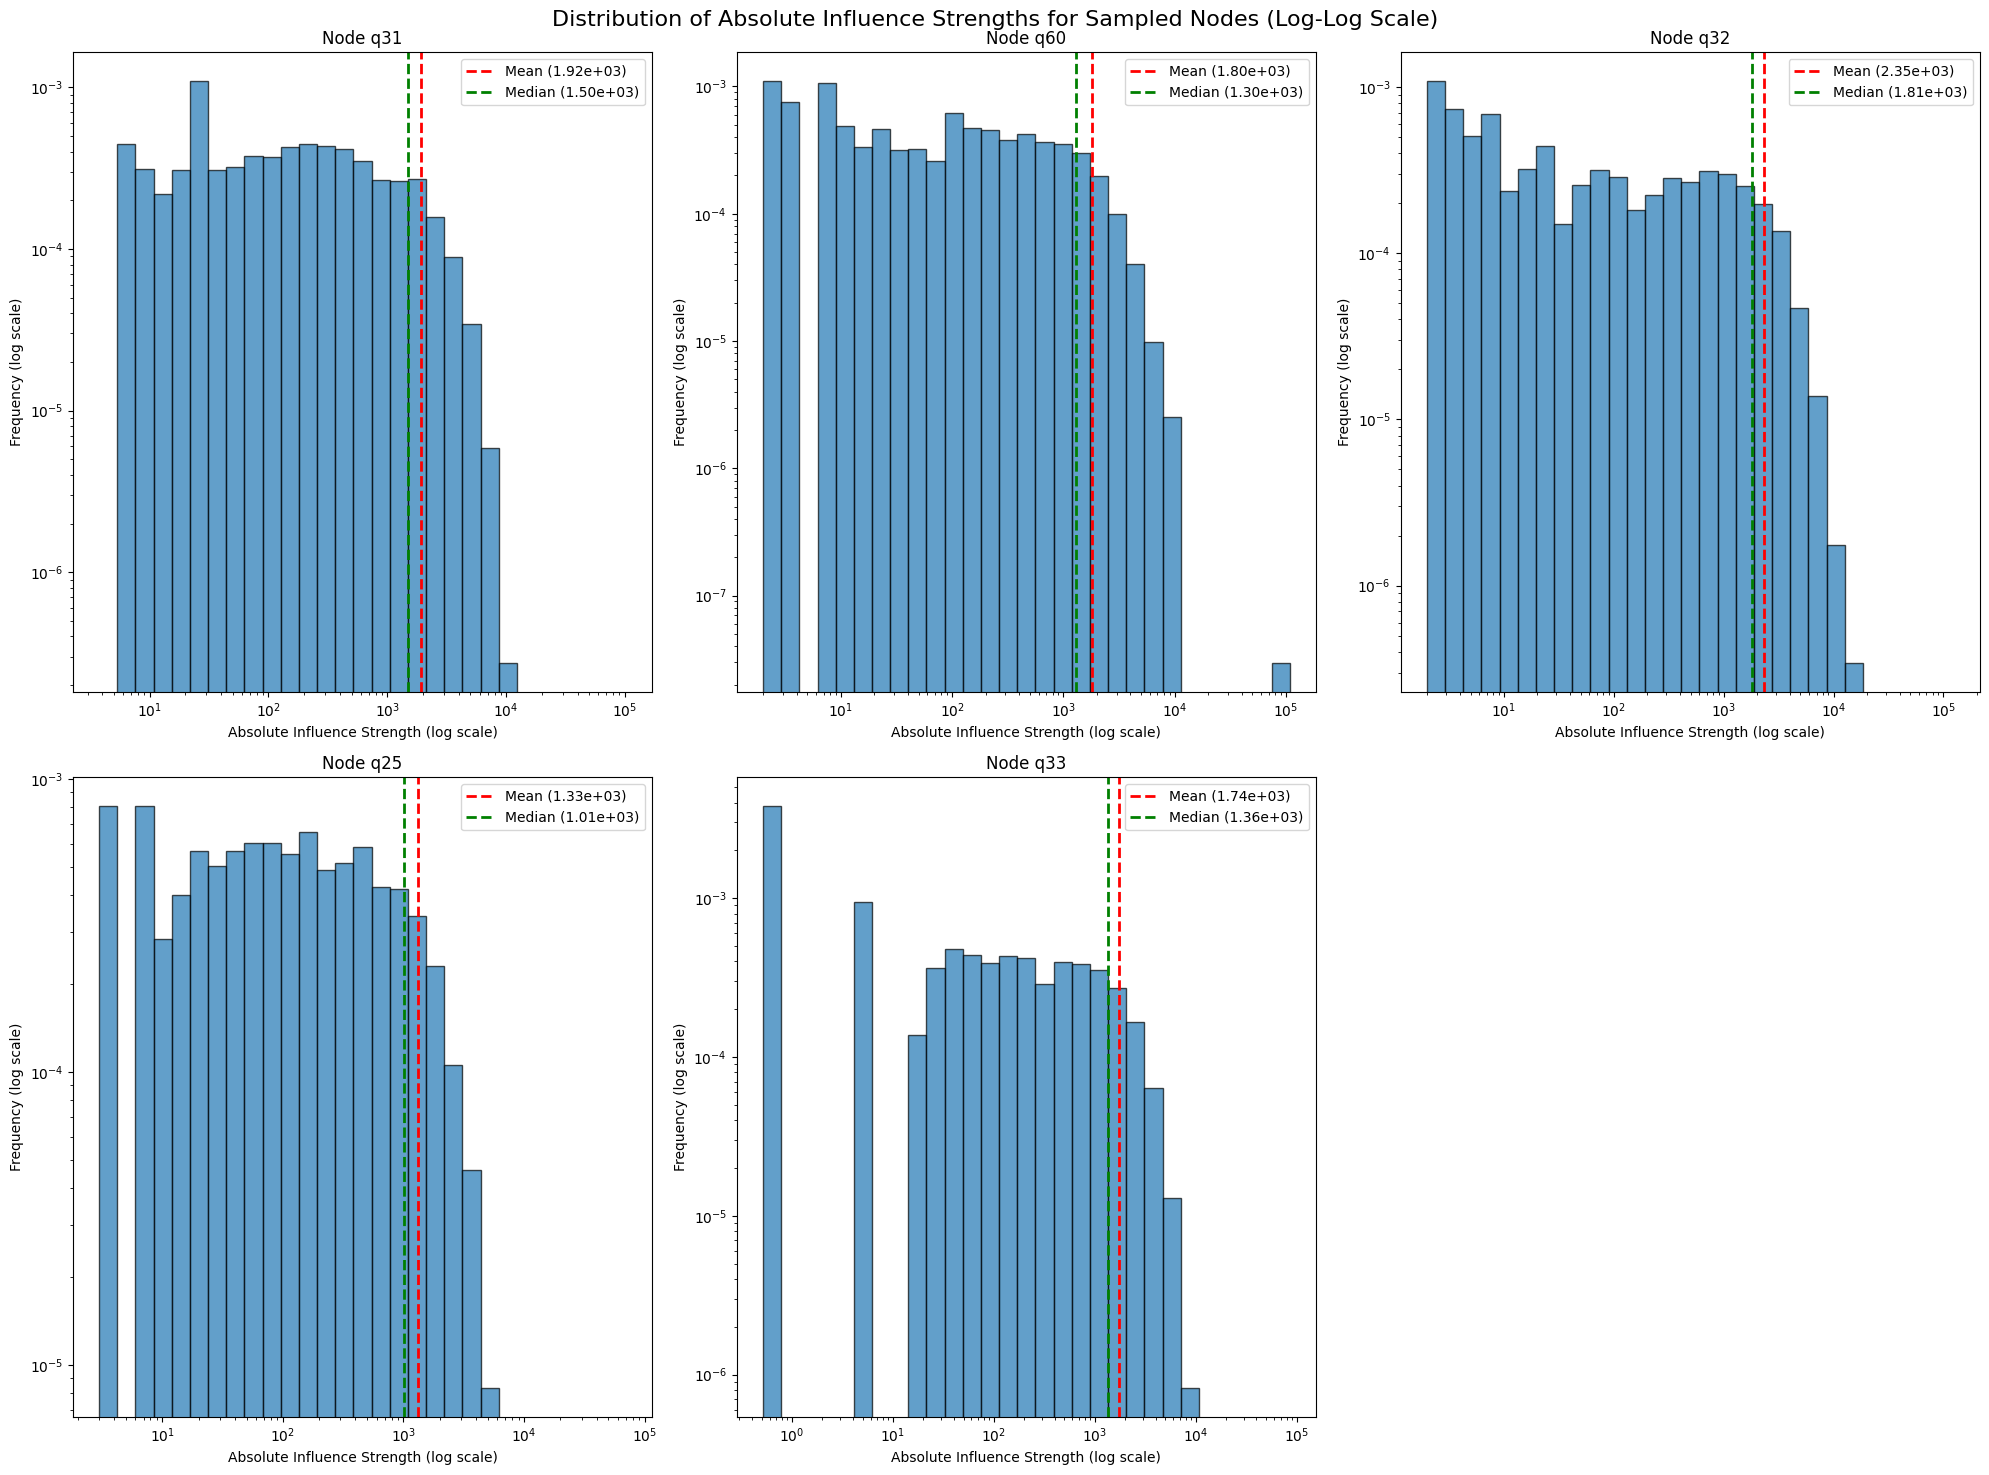 Distribution of Absolute Influence Strengths for Sampled Nodes (Log-Log Scale)
Node q31
Mean (1.92e+03)
Median (1.50e+03)
10⁻³
10⁻⁴
10⁻⁵
10⁻⁶
Frequency (log scale)
10¹ 10² 10³ 10⁴ 10⁵
Absolute Influence Strength (log scale)
Node q60
Mean (1.80e+03)
Median (1.30e+03)
10⁻³
10⁻⁴
10⁻⁵
10⁻⁶
10⁻⁷
Frequency (log scale)
10¹ 10² 10³ 10⁴ 10⁵
Absolute Influence Strength (log scale)
Node q32
Mean (2.35e+03)
Median (1.81e+03)
10⁻³
10⁻⁴
10⁻⁵
10⁻⁶
Frequency (log scale)
10¹ 10² 10³ 10⁴ 10⁵
Absolute Influence Strength (log scale)
Node q25
Mean (1.33e+03)
Median (1.01e+03)
10⁻³
10⁻⁴
10⁻⁵
Frequency (log scale)
10¹ 10² 10³ 10⁴ 10⁵
Absolute Influence Strength (log scale)
Node q33
Mean (1.74e+03)
Median (1.36e+03)
10⁻³
10⁻⁴
10⁻⁵
10⁻⁶
Frequency (log scale)
10⁰ 10¹ 10² 10³ 10⁴ 10⁵
Absolute Influence Strength (log scale)